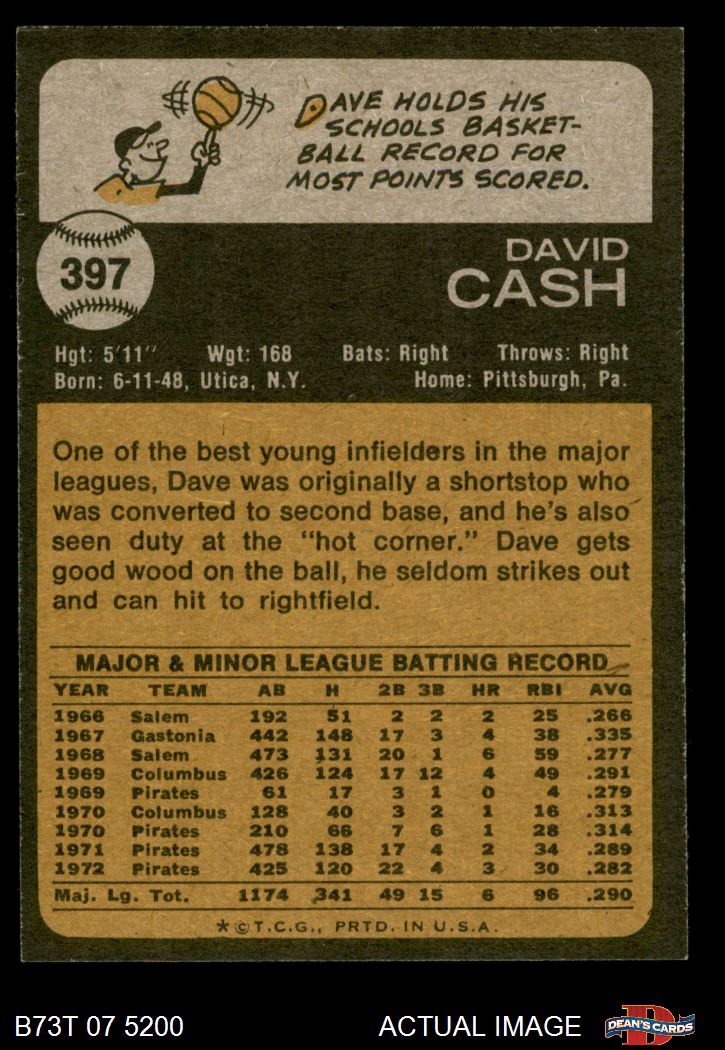 DAVE HOLDS HIS
SCHOOLS BASKET-
BALL RECORD FOR
MOST POINTS SCORED.
397
DAVID
CASH
Hgt: 5'11" Wgt: 168 Bats: Right Throws: Right
Born: 6-11-48, Utica, N.Y. Home: Pittsburgh, Pa.
One of the best young infielders in the major
leagues, Dave was originally a shortstop who
was converted to second base, and he's also
seen duty at the "hot corner." Dave gets
good wood on the ball, he seldom strikes out
and can hit to rightfield.
MAJOR & MINOR LEAGUE BATTING RECORD
YEAR TEAM AB H 2B 3B HR RBI AVG
1966 Salem 192 51 2 2 2 25 .266
1967 Gastonia 442 148 17 3 4 38 .335
1968 Salem 473 131 20 1 6 59 .277
1969 Columbus 426 124 17 12 4 49 .291
1969 Pirates 61 17 3 1 0 4 .279
1970 Columbus 128 40 3 2 1 16 .313
1970 Pirates 210 66 7 6 1 28 .314
1971 Pirates 478 138 17 4 2 34 .289
1972 Pirates 425 120 22 4 3 30 .282
Maj. Lg. Tot. 1174 341 49 15 6 96 .290
*©T.C.G., PRTD. IN U.S.A.
B73T 07 5200 ACTUAL IMAGE
D
DEAN'S CARDS